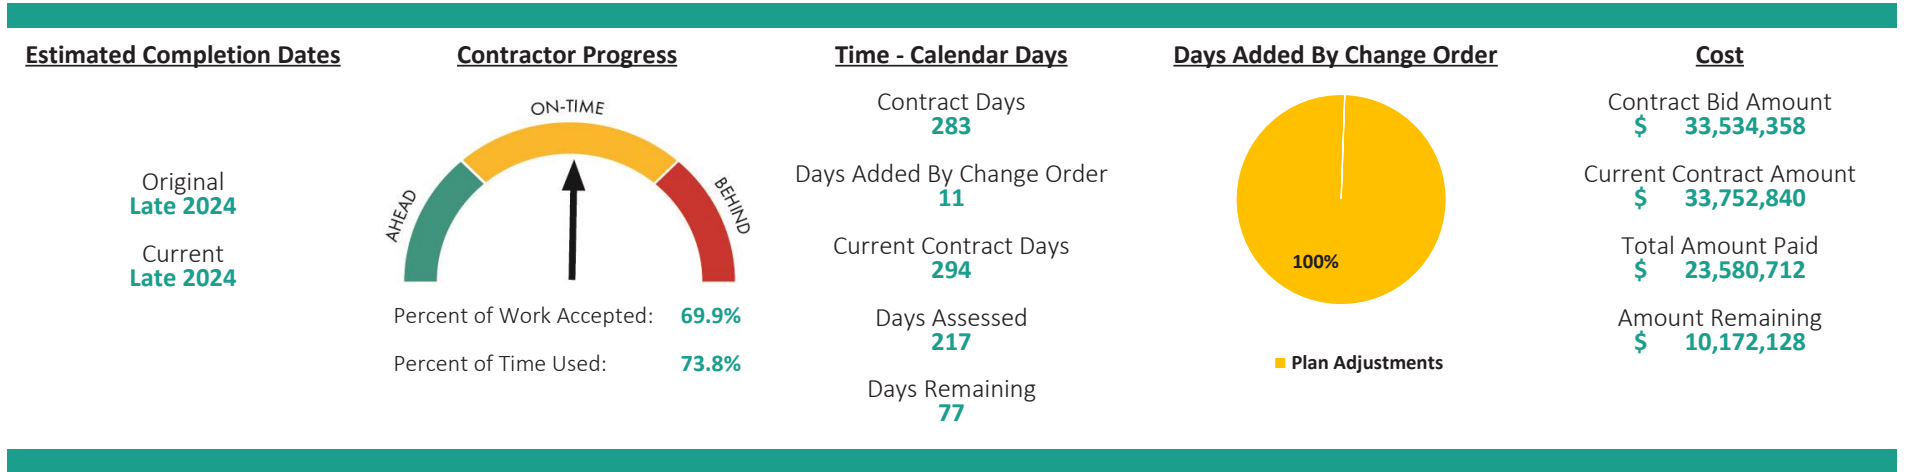 Estimated Completion Dates
Original
Late 2024
Current
Late 2024
Contractor Progress
ON-TIME
AHEAD
BEHIND
Percent of Work Accepted: 69.9%
Percent of Time Used: 73.8%
Time - Calendar Days
Contract Days
283
Days Added By Change Order
11
Current Contract Days
294
Days Assessed
217
Days Remaining
77
Days Added By Change Order
100%
Plan Adjustments
Cost
Contract Bid Amount
$ 33,534,358
Current Contract Amount
$ 33,752,840
Total Amount Paid
$ 23,580,712
Amount Remaining
$ 10,172,128